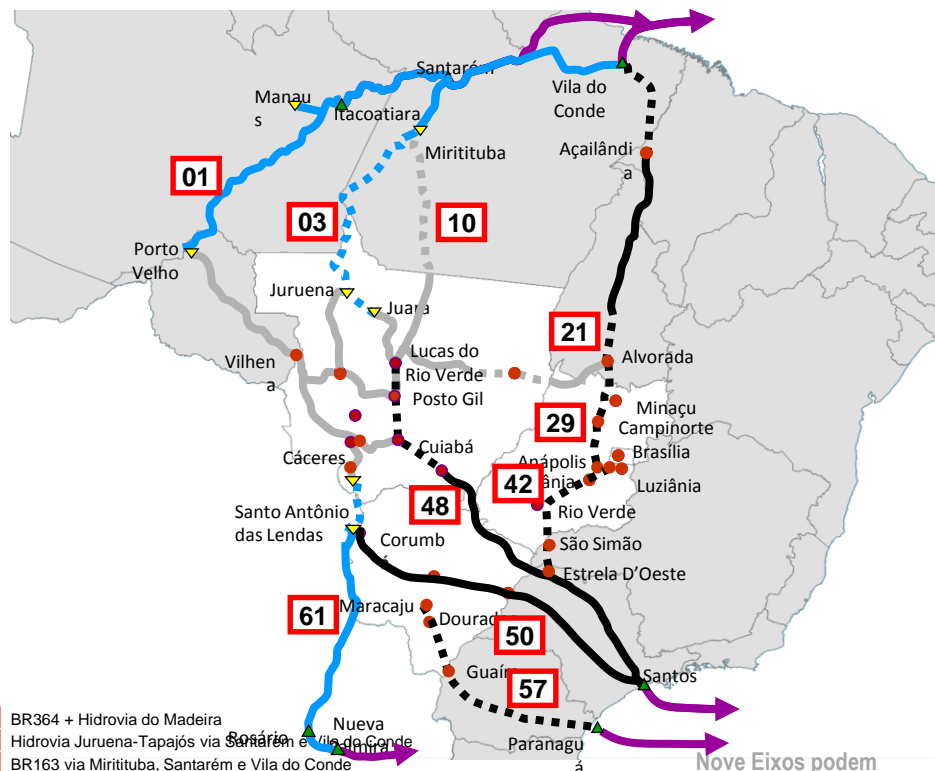 Santarém
Manau
s
Itacoatiara
Vila do
Conde
Miritituba
Açailândi
a
01
03
10
Porto
Velho
Juruena
Juara
21
Alvorada
Lucas do
Rio Verde
Vilhen
a
Posto Gil
Minaçu
Campinorte
29
Cuiabá
Brasília
Anápolis
Cáceres
42
Luziânia
48
Rio Verde
Santo Antônio
das Lendas
Corumb
São Simão
Estrela D'Oeste
61
Maracaju
50
Guaír
57
Santos
Nueva
Rosário
Paranagu
á
BR364 + Hidrovia do Madeira
Hidrovia Juruena-Tapajós via Santarém e Vila do Conde
BR163 via Miritituba, Santarém e Vila do Conde
Nove Eixos podem